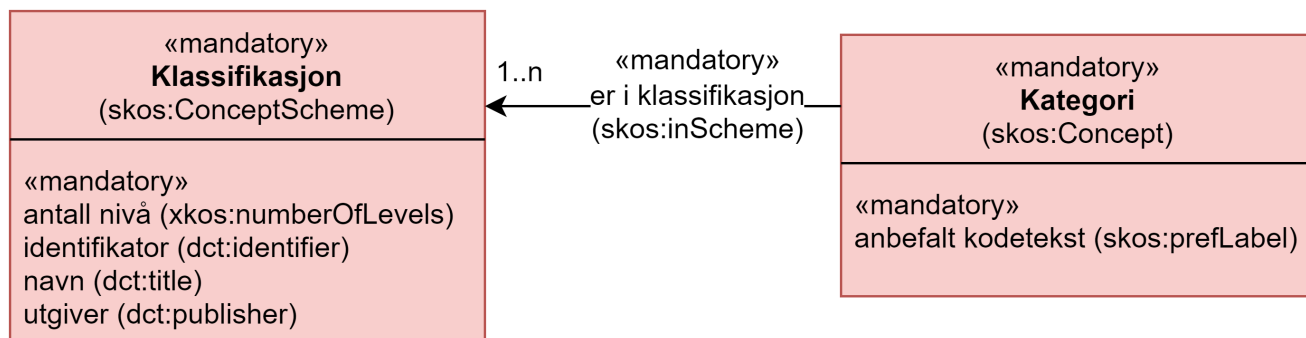 «mandatory»
Klassifikasjon
(skos:ConceptScheme)
«mandatory»
antall nivå (xkos:numberOfLevels)
identifikator (dct:identifier)
navn (dct:title)
utgiver (dct:publisher)
1..n
«mandatory»
er i klassifikasjon
(skos:inScheme)
«mandatory»
Kategori
(skos:Concept)
«mandatory»
anbefalt kodetekst (skos:prefLabel)